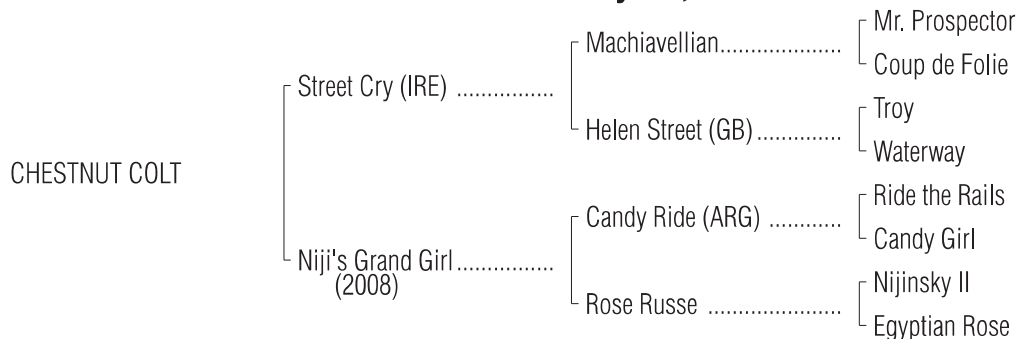 Mr. Prospector
Machiavellian.....................
Coup de Folie
Street Cry (IRE) ................
Troy
Helen Street (GB)..............
Waterway
CHESTNUT COLT
Ride the Rails
Candy Ride (ARG) ............
Candy Girl
Niji's Grand Girl................
(2008)
Nijinsky II
Rose Russe ......................
Egyptian Rose